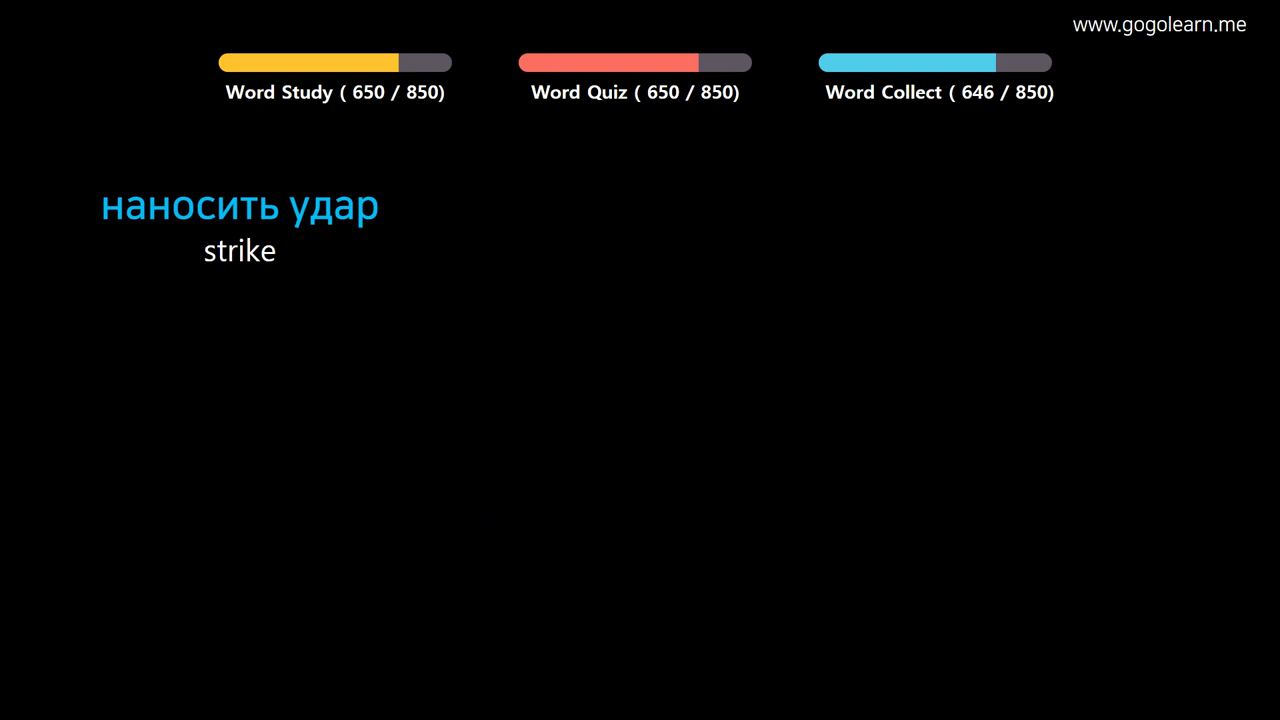 www.gogolearn.me
Word Study ( 650 / 850)
Word Quiz ( 650 / 850)
Word Collect ( 646 / 850)
наносить удар
strike